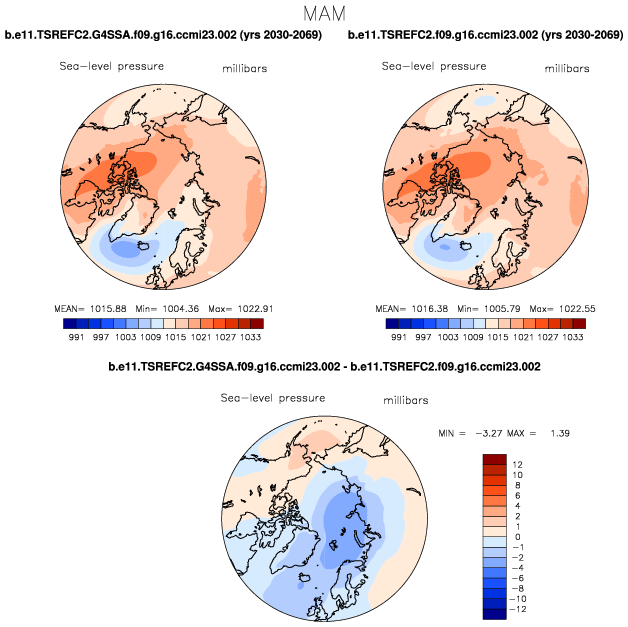 MAM
b.e11.TSREFC2.G4SSA.f09.g16.ccmi23.002 (yrs 2030-2069)
b.e11.TSREFC2.f09.g16.ccmi23.002 (yrs 2030-2069)
Sea-level pressure millibars
Sea-level pressure millibars
MEAN= 1015.88 Min= 1004.36 Max= 1022.91
MEAN= 1016.38 Min= 1005.79 Max= 1022.55
991 997 1003 1009 1015 1021 1027 1033
991 997 1003 1009 1015 1021 1027 1033
b.e11.TSREFC2.G4SSA.f09.g16.ccmi23.002 - b.e11.TSREFC2.f09.g16.ccmi23.002
Sea-level pressure millibars
MIN = -3.27 MAX = 1.39
12
10
8
6
4
2
1
0
-1
-2
-4
-6
-8
-10
-12